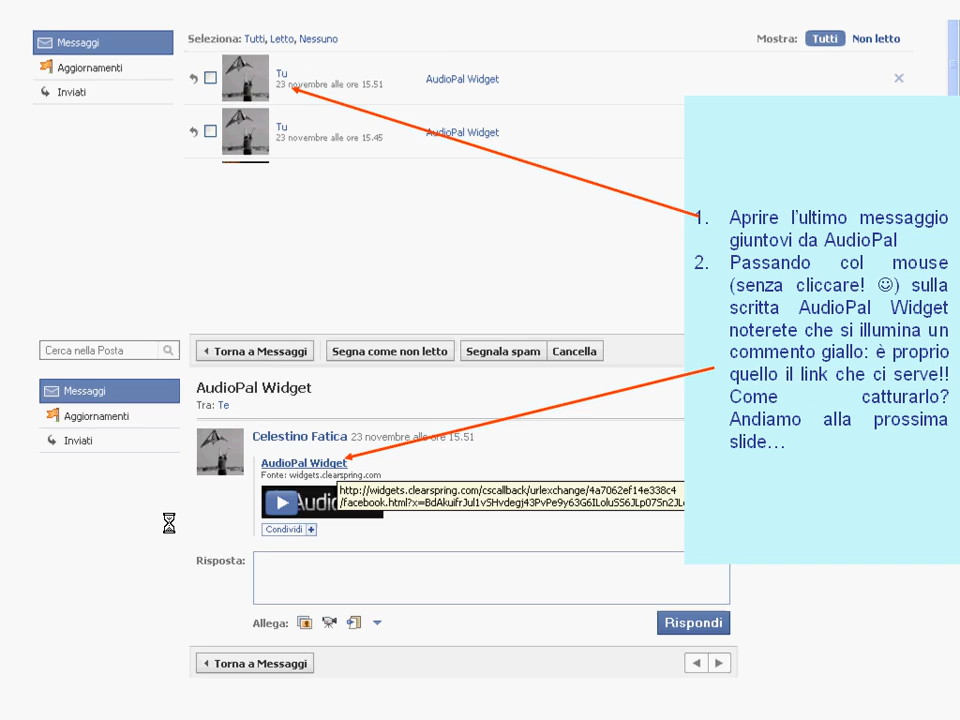 Messaggi
Aggiornamenti
Inviati
Seleziona: Tutti, Letto, Nessuno
Mostra: Tutti Non letto
Tu
23 novembre alle ore 15.51
AudioPal Widget
Tu
23 novembre alle ore 15.45
AudioPal Widget
1. Aprire l'ultimo messaggio
giuntovi da AudioPal
2. Passando col mouse
(senza cliccare! ☺) sulla
scritta AudioPal Widget
noterete che si illumina un
commento giallo: è proprio
quello il link che ci serve!!
Come catturarlo?
Andiamo alla prossima
slide…
Cerca nella Posta
Messaggi
Aggiornamenti
Inviati
Torna a Messaggi Segna come non letto Segnala spam Cancella
AudioPal Widget
Tra: Te
Celestino Fatica 23 novembre alle ore 15.51
AudioPal Widget
Fonte: widgets.clearspring.com
http://widgets.clearspring.com/cscallback/urlexchange/4a7062ef14e338c4
Condividi +
Risposta:
Allega:
Rispondi
Torna a Messaggi